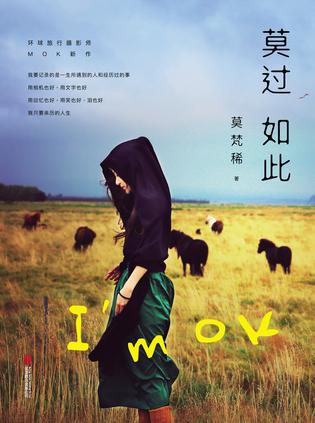 环球旅行摄影师
MOK新作
我要记录的是一生所遇到的人和经历过的事
用相机也好，用文字也好
用回忆也好，用笑也好，泪也好
我只要亲历的人生
莫过如此
莫梵稀 著
I'm OK